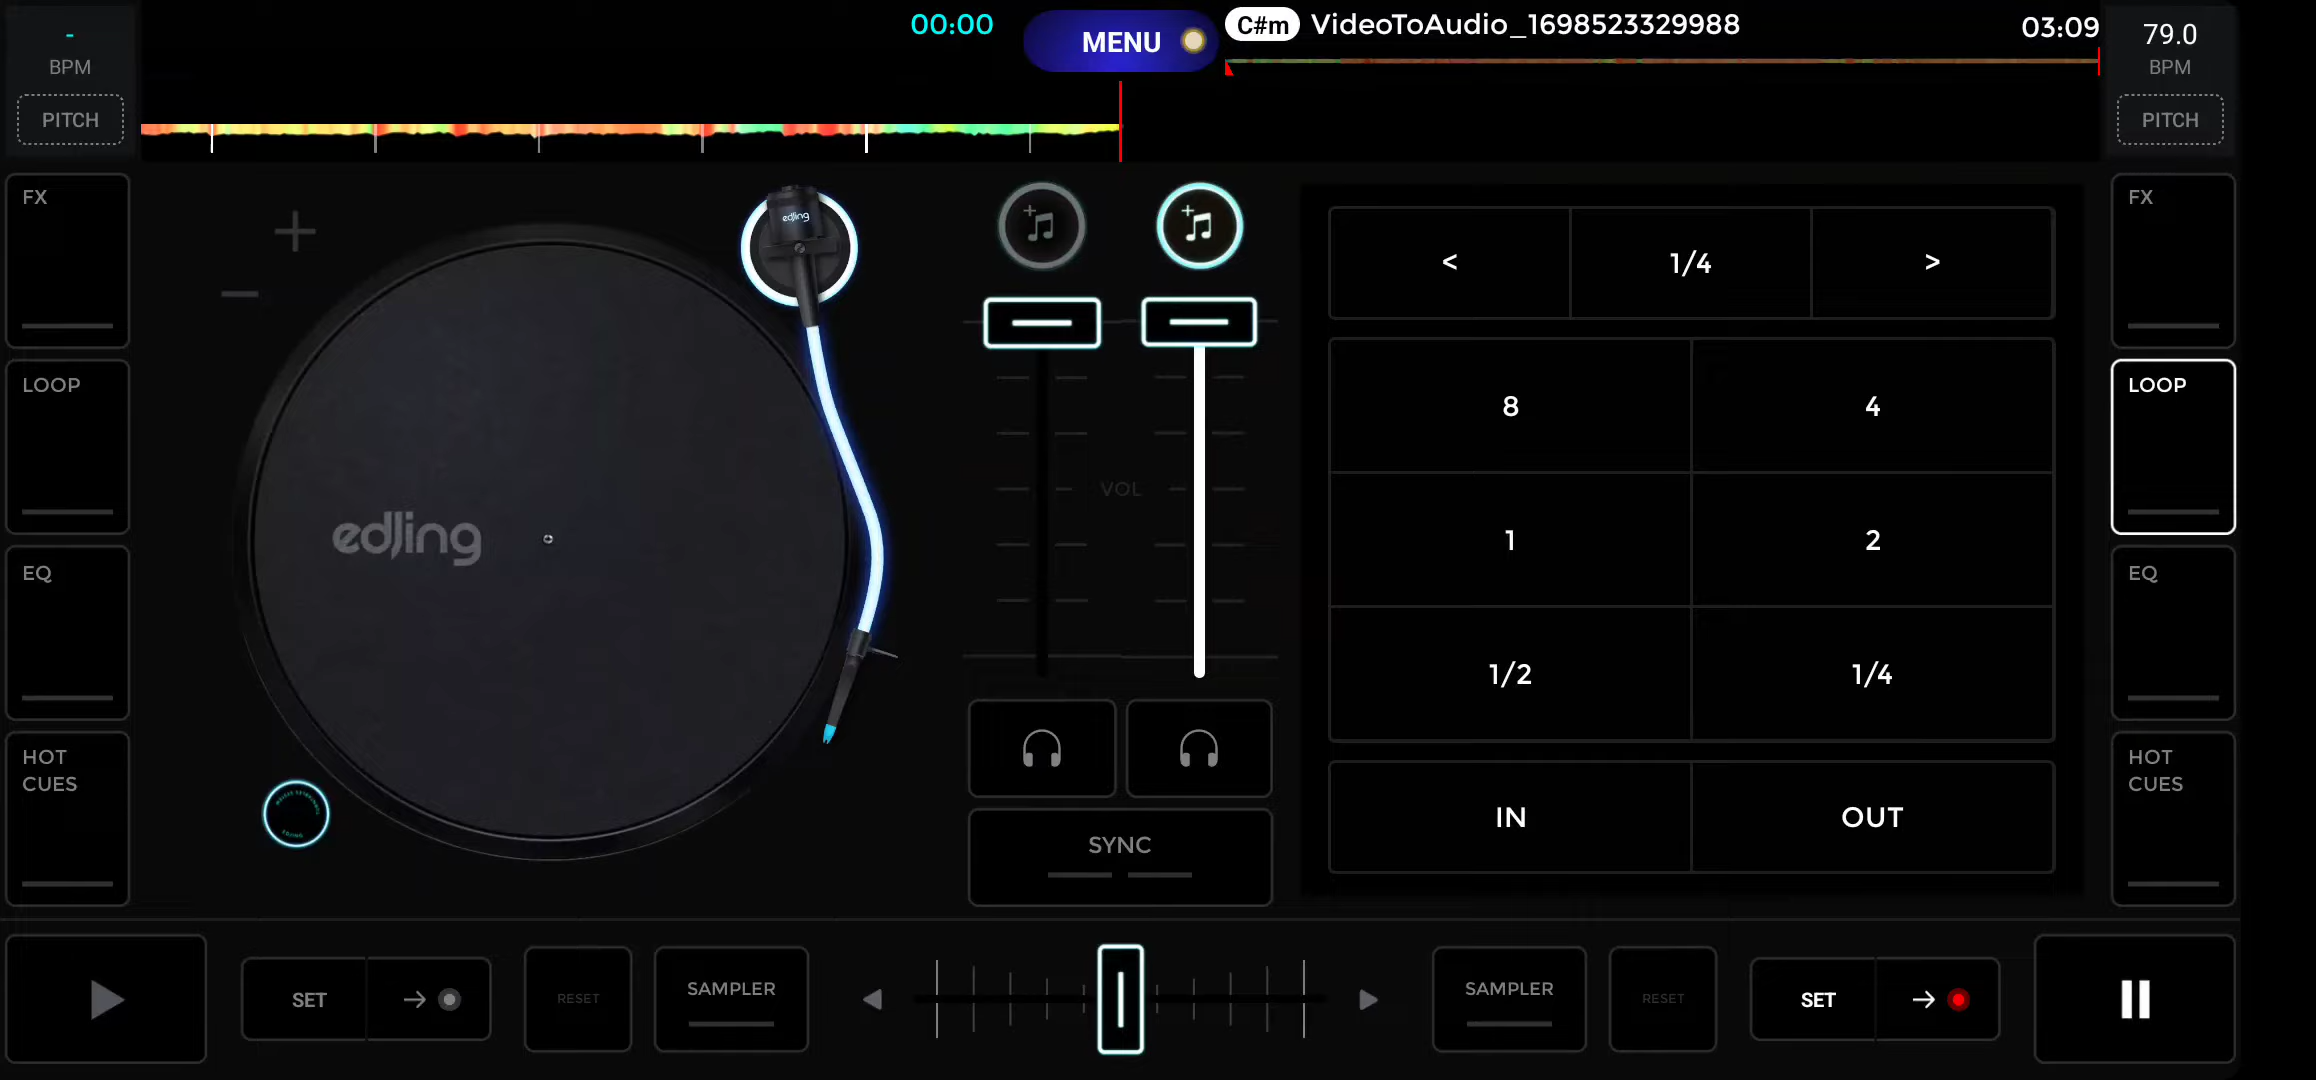 -
BPM
PITCH
00:00
MENU
C#m VideoToAudio_1698523329988
03:09
79.0
BPM
PITCH
FX
LOOP
EQ
HOT
CUES
edjing
edjing
VOL
SYNC
< 1/4 >
8 4
1 2
1/2 1/4
IN OUT
FX
LOOP
EQ
HOT
CUES
SET
RESET
SAMPLER
SAMPLER
RESET
SET